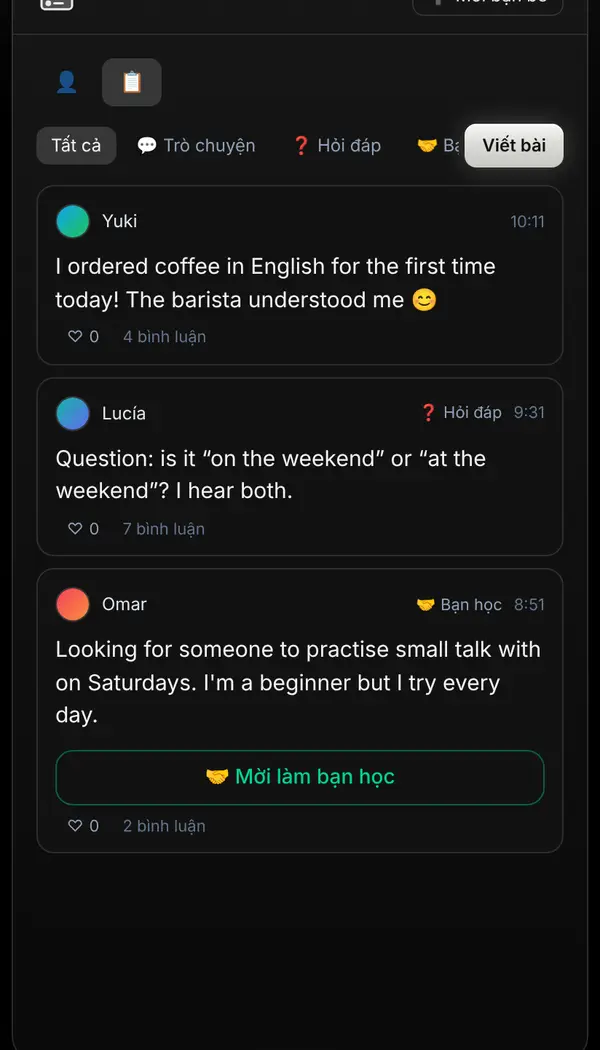 Tất cả 💬 Trò chuyện ❓ Hỏi đáp 🤝 Viết bài
Yuki 10:11
I ordered coffee in English for the first time
today! The barista understood me 😊
♡ 0 4 bình luận
Lucía ❓ Hỏi đáp 9:31
Question: is it “on the weekend” or “at the
weekend”? I hear both.
♡ 0 7 bình luận
Omar 🤝 Bạn học 8:51
Looking for someone to practise small talk with
on Saturdays. I'm a beginner but I try every
day.
🤝 Mời làm bạn học
♡ 0 2 bình luận